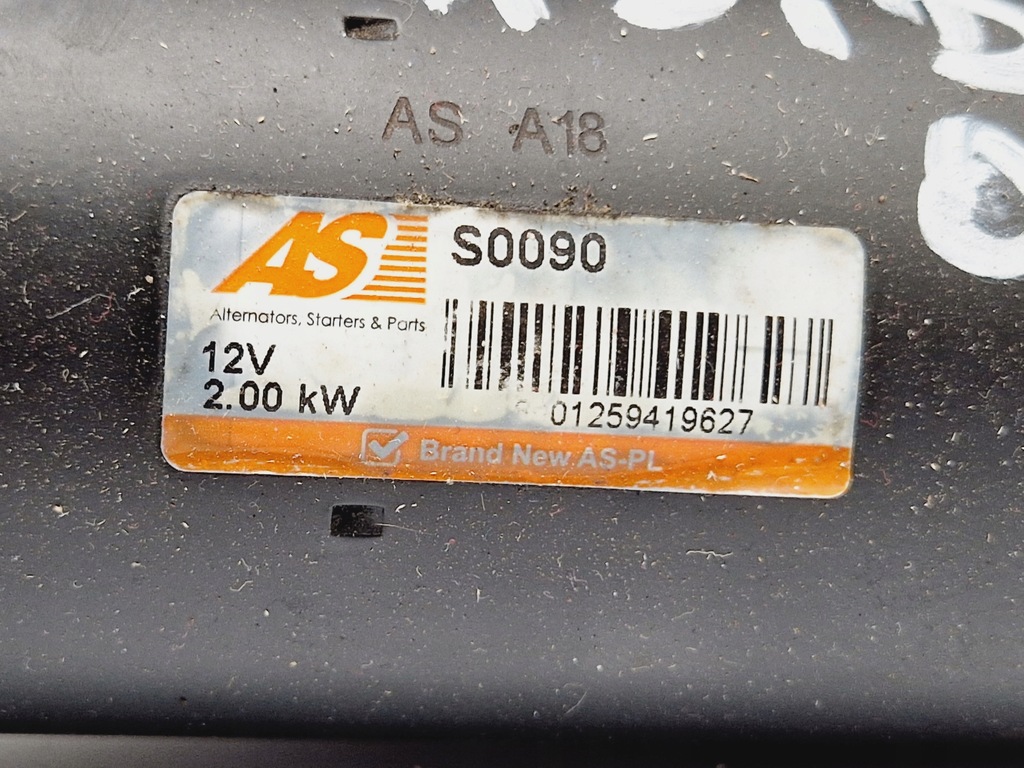 AS A18
AS
S0090
Alternators, Starters & Parts
12V
2.00 kW
01259419627
Brand New AS-PL